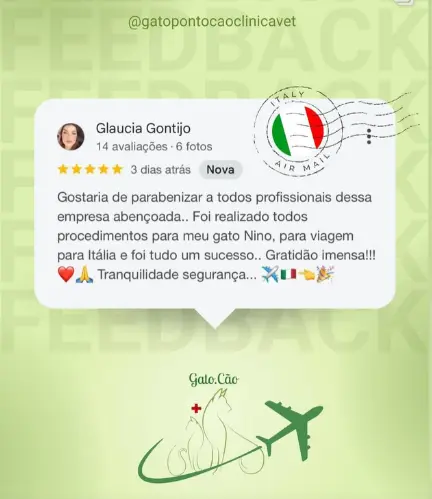 FEEDBACK
@gatopontocaoclinicavet
ITALY
AIR MAIL
Glaucia Gontijo
14 avaliações · 6 fotos
3 dias atrás Nova
Gostaria de parabenizar a todos profissionais dessa
empresa abençoada.. Foi realizado todos
procedimentos para meu gato Nino, para viagem
para Itália e foi tudo um sucesso.. Gratidão imensa!!!
❤️🙏 Tranquilidade segurança... ✈️🇮🇹👈🎉
FEEDBACK
Gato.Cão